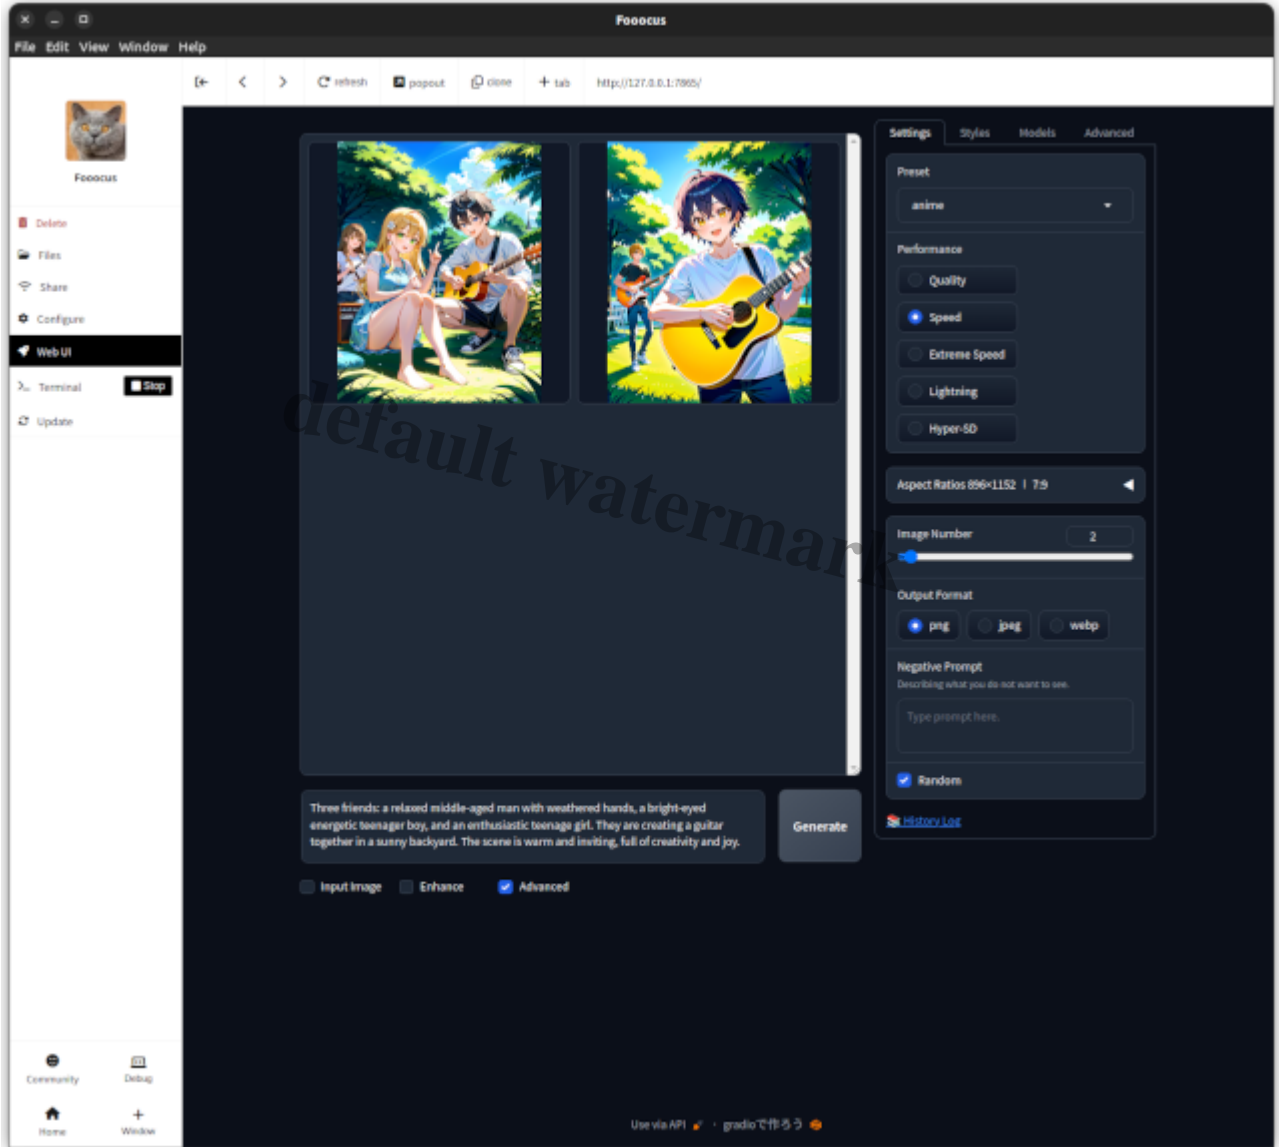 Fooocus
File Edit View Window Help
refresh popout clone + tab http://127.0.0.1:7865/
Fooocus
Delete
Files
Share
Configure
Web UI
Terminal Stop
Update
Community Debug
Home Window
default watermark
Three friends: a relaxed middle-aged man with weathered hands, a bright-eyed
energetic teenager boy, and an enthusiastic teenage girl. They are creating a guitar
together in a sunny backyard. The scene is warm and inviting, full of creativity and joy.
Generate
Input Image Enhance Advanced
Settings Styles Models Advanced
Preset
anime
Performance
Quality
Speed
Extreme Speed
Lightning
Hyper-SD
Aspect Ratios 896×1152 | 7:9
Image Number 2
Output Format
png jpeg webp
Negative Prompt
Describing what you do not want to see.
Type prompt here.
Random
History Log
Use via API · gradioで作ろう